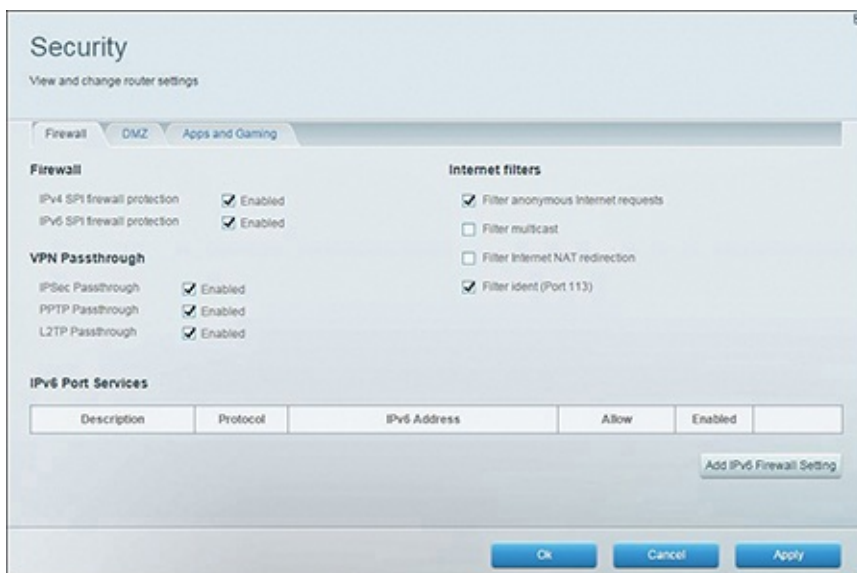 Security
View and change router settings
Firewall
DMZ
Apps and Gaming
Firewall
IPv4 SPI firewall protection
Enabled
IPv6 SPI firewall protection
Enabled
VPN Passthrough
IPSec Passthrough
Enabled
PPTP Passthrough
Enabled
L2TP Passthrough
Enabled
Internet filters
Filter anonymous Internet requests
Filter multicast
Filter Internet NAT redirection
Filter ident (Port 113)
IPv6 Port Services
Description
Protocol
IPv6 Address
Allow
Enabled
Add IPv6 Firewall Setting
Ok
Cancel
Apply